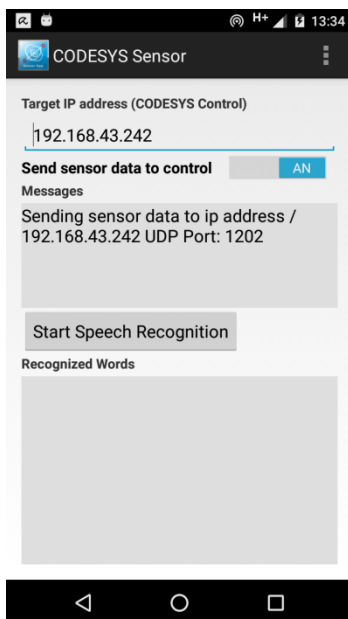 H+ 13:34
CODESYS Sensor
Target IP address (CODESYS Control)
192.168.43.242
Send sensor data to control AN
Messages
Sending sensor data to ip address /
192.168.43.242 UDP Port: 1202
Start Speech Recognition
Recognized Words